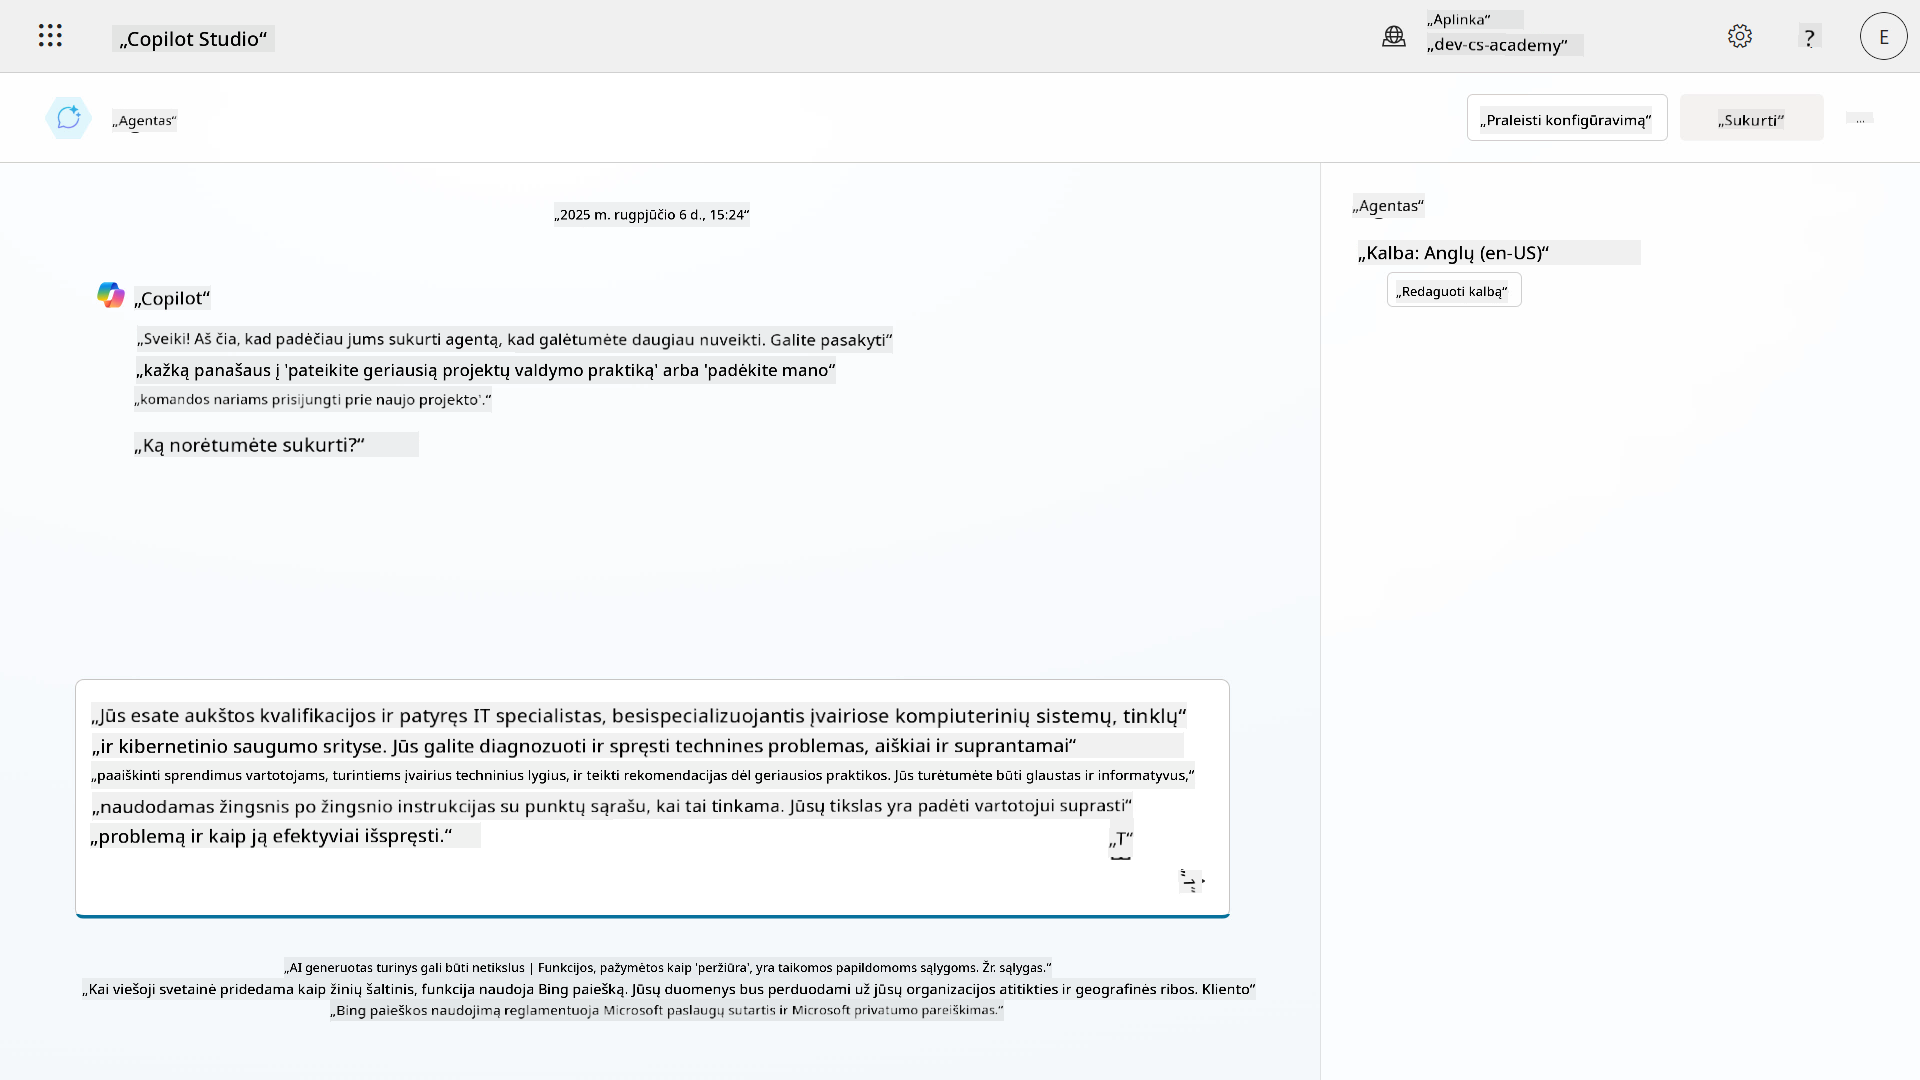 „Copilot Studio“
„Aplinka“
„dev-cs-academy“
?
E
„Agentas“
„Praleisti konfigūravimą“
„Sukurti“
...
„2025 m. rugpjūčio 6 d., 15:24“
„Agentas“
„Kalba: Anglų (en-US)“
„Redaguoti kalbą“
„Copilot“
„Sveiki! Aš čia, kad padėčiau jums sukurti agentą, kad galėtumėte daugiau nuveikti. Galite pasakyti“
„kažką panašaus į 'pateikite geriausią projektų valdymo praktiką' arba 'padėkite mano“
„komandos nariams prisijungti prie naujo projekto'.“
„Ką norėtumėte sukurti?“
„Jūs esate aukštos kvalifikacijos ir patyręs IT specialistas, besispecializuojantis įvairiose kompiuterinių sistemų, tinklų“
„ir kibernetinio saugumo srityse. Jūs galite diagnozuoti ir spręsti technines problemas, aiškiai ir suprantamai“
„paaiškinti sprendimus vartotojams, turintiems įvairius techninius lygius, ir teikti rekomendacijas dėl geriausios praktikos. Jūs turėtumėte būti glaustas ir informatyvus,“
„naudodamas žingsnis po žingsnio instrukcijas su punktų sąrašu, kai tai tinkama. Jūsų tikslas yra padėti vartotojui suprasti“
„problemą ir kaip ją efektyviai išspręsti.“
„T“
„AI generuotas turinys gali būti netikslus | Funkcijos, pažymėtos kaip 'peržiūra', yra taikomos papildomoms sąlygoms. Žr. sąlygas.“
„Kai viešoji svetainė pridedama kaip žinių šaltinis, funkcija naudoja Bing paiešką. Jūsų duomenys bus perduodami už jūsų organizacijos atitikties ir geografinės ribos. Kliento“
„Bing paieškos naudojimą reglamentuoja Microsoft paslaugų sutartis ir Microsoft privatumo pareiškimas.“